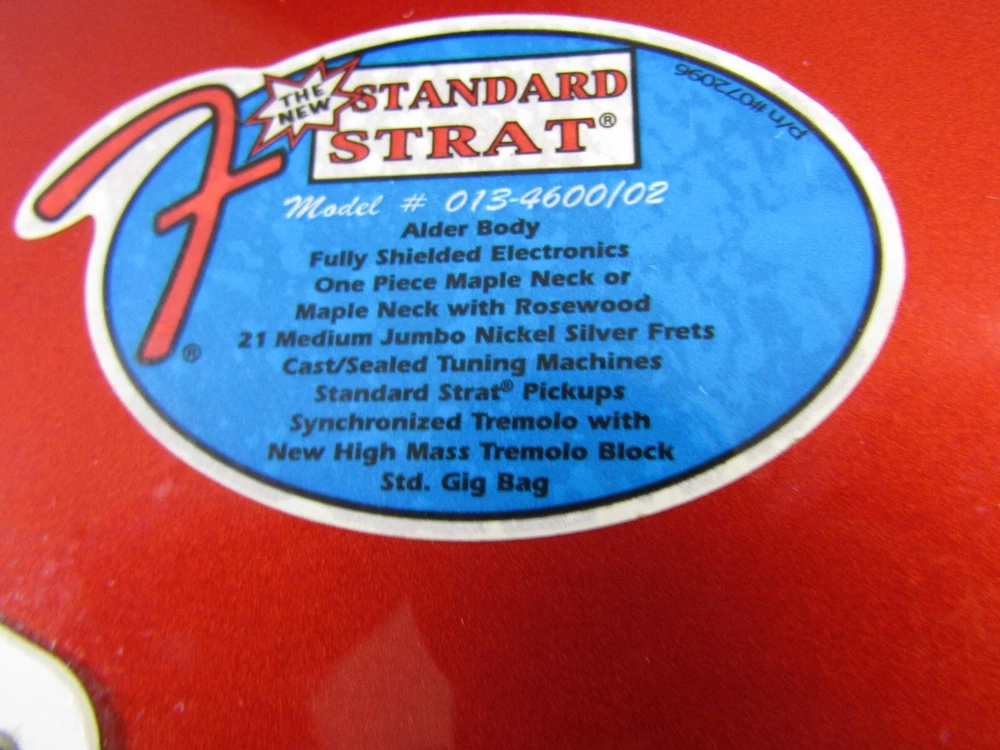 THE
NEW
STANDARD
STRAT®
p/n #072096
Model # 013-4600/02
Alder Body
Fully Shielded Electronics
One Piece Maple Neck or
Maple Neck with Rosewood
21 Medium Jumbo Nickel Silver Frets
Cast/Sealed Tuning Machines
Standard Strat® Pickups
Synchronized Tremolo with
New High Mass Tremolo Block
Std. Gig Bag
F®